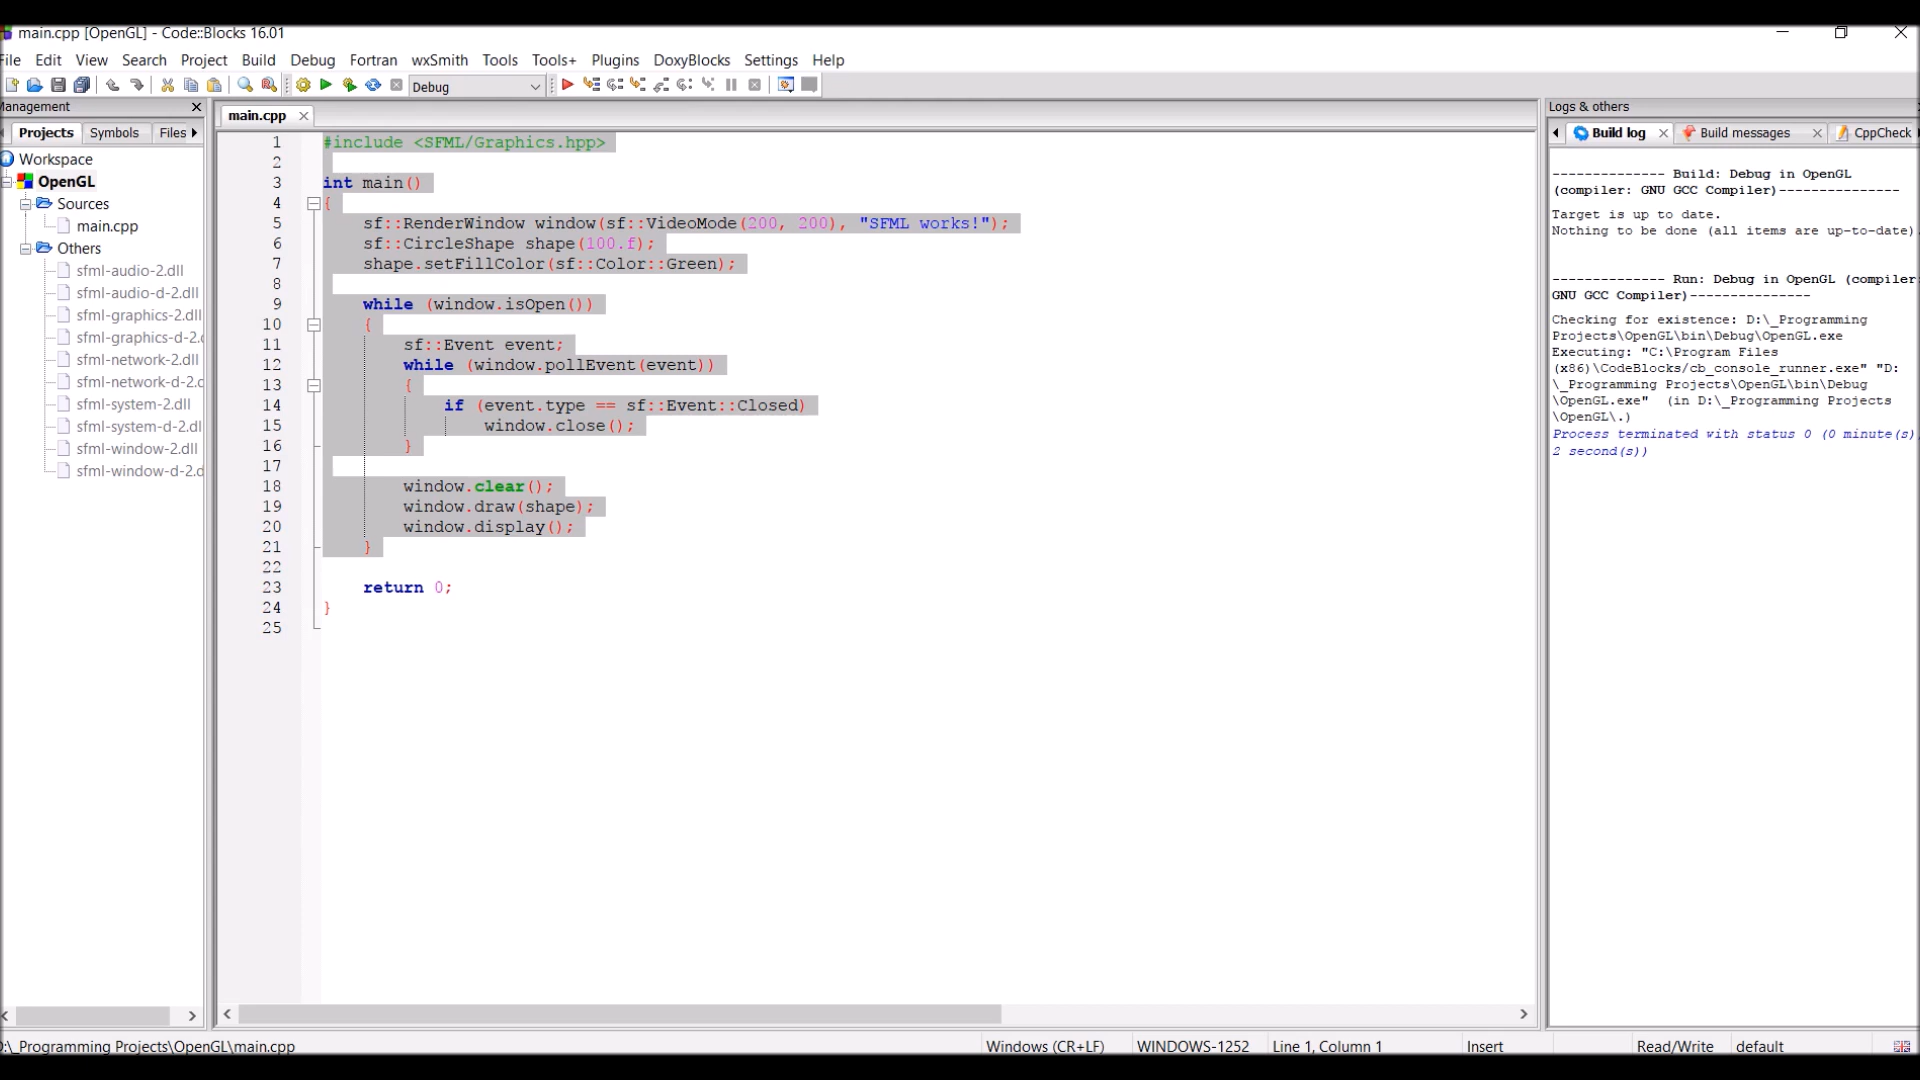 main.cpp [OpenGL] - Code::Blocks 16.01
File Edit View Search Project Build Debug Fortran wxSmith Tools Tools+ Plugins DoxyBlocks Settings Help
Debug
Management
Projects Symbols Files
Workspace
OpenGL
Sources
main.cpp
Others
sfml-audio-2.dll
sfml-audio-d-2.dll
sfml-graphics-2.dll
sfml-graphics-d-2.d
sfml-network-2.dll
sfml-network-d-2.d
sfml-system-2.dll
sfml-system-d-2.dll
sfml-window-2.dll
sfml-window-d-2.d
main.cpp
1 #include <SFML/Graphics.hpp>
2
3 int main()
4 {
5 sf::RenderWindow window(sf::VideoMode(200, 200), "SFML works!");
6 sf::CircleShape shape(100.f);
7 shape.setFillColor(sf::Color::Green);
8
9 while (window.isOpen())
10 {
11 sf::Event event;
12 while (window.pollEvent(event))
13 {
14 if (event.type == sf::Event::Closed)
15 window.close();
16 }
17
18 window.clear();
19 window.draw(shape);
20 window.display();
21 }
22
23 return 0;
24 }
25
Logs & others
Build log Build messages CppCheck
-------------- Build: Debug in OpenGL
(compiler: GNU GCC Compiler)---------------
Target is up to date.
Nothing to be done (all items are up-to-date)
-------------- Run: Debug in OpenGL (compiler:
GNU GCC Compiler)---------------
Checking for existence: D:\_Programming
Projects\OpenGL\bin\Debug\OpenGL.exe
Executing: "C:\Program Files
(x86)\CodeBlocks/cb_console_runner.exe" "D:
\_Programming Projects\OpenGL\bin\Debug
\OpenGL.exe"  (in D:\_Programming Projects
\OpenGL\.)
Process terminated with status 0 (0 minute(s)
2 second(s))
:\_Programming Projects\OpenGL\main.cpp
Windows (CR+LF) WINDOWS-1252 Line 1, Column 1 Insert Read/Write default